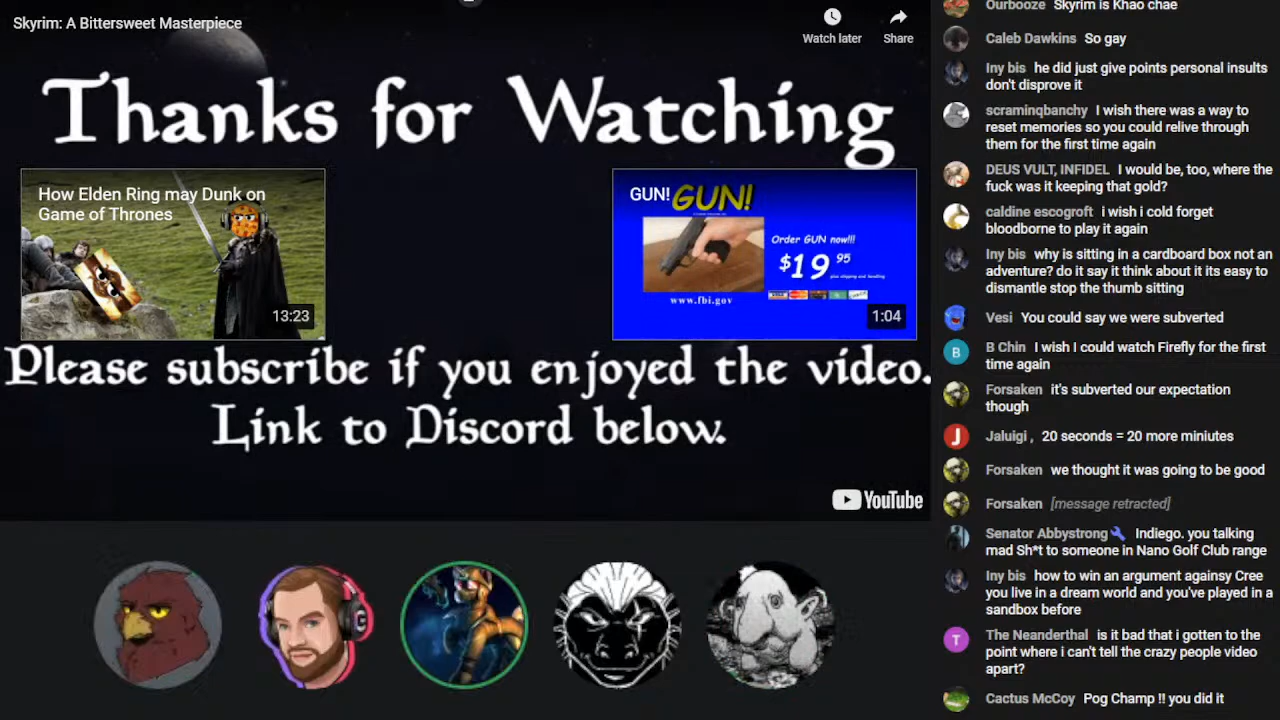 Skyrim: A Bittersweet Masterpiece
Watch later
Share
Thanks for Watching
How Elden Ring may Dunk on
Game of Thrones
13:23
GUN!
GUN!
Order GUN now!!!
$19 95
plus shipping and handling
www.fbi.gov
1:04
Please subscribe if you enjoyed the video.
Link to Discord below.
YouTube
Ourbooze Skyrim is Khao chae
Caleb Dawkins So gay
Iny bis he did just give points personal insults
don't disprove it
scraminqbanchy I wish there was a way to
reset memories so you could relive through
them for the first time again
DEUS VULT, INFIDEL I would be, too, where the
fuck was it keeping that gold?
caldine escogroft i wish i cold forget
bloodborne to play it again
Iny bis why is sitting in a cardboard box not an
adventure? do it say it think about it its easy to
dismantle stop the thumb sitting
Vesi You could say we were subverted
B
B Chin I wish I could watch Firefly for the first
time again
Forsaken it's subverted our expectation
though
J
Jaluigi , 20 seconds = 20 more miniutes
Forsaken we thought it was going to be good
Forsaken [message retracted]
Senator Abbystrong Indiego. you talking
mad Sh*t to someone in Nano Golf Club range
Iny bis how to win an argument againsy Cree
you live in a dream world and you've played in a
sandbox before
T
The Neanderthal is it bad that i gotten to the
point where i can't tell the crazy people video
apart?
Cactus McCoy Pog Champ !! you did it